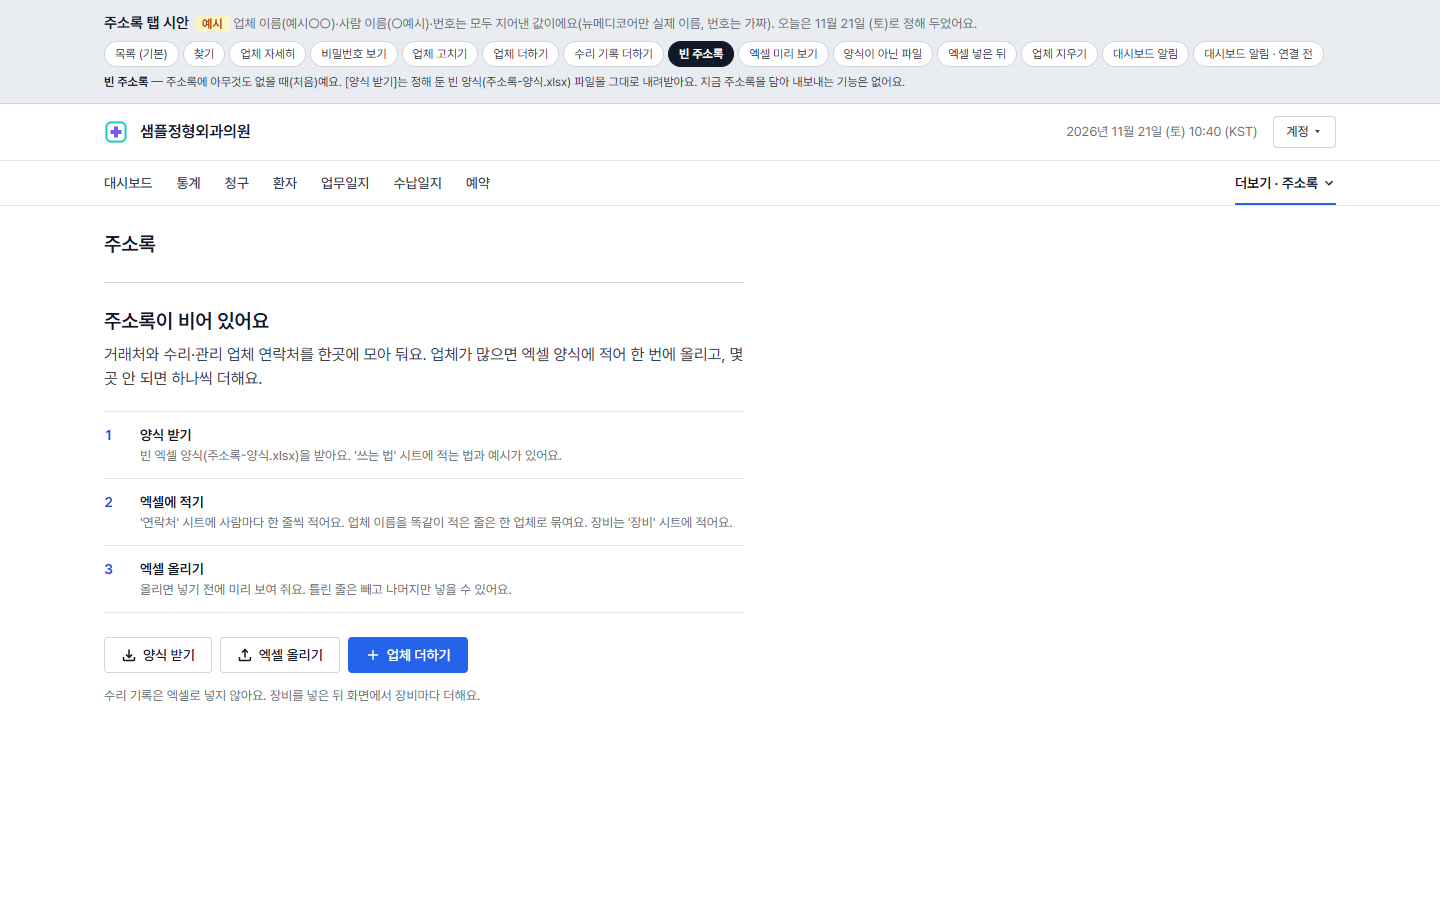 주소록 탭 시안 예시 업체 이름(예시○○)·사람 이름(○예시)·번호는 모두 지어낸 값이에요(뉴메디코어만 실제 이름, 번호는 가짜). 오늘은 11월 21일 (토)로 정해 두었어요.
목록 (기본) 찾기 업체 자세히 비밀번호 보기 업체 고치기 업체 더하기 수리 기록 더하기 빈 주소록 엑셀 미리 보기 양식이 아닌 파일 엑셀 넣은 뒤 업체 지우기 대시보드 알림 대시보드 알림 · 연결 전
빈 주소록 — 주소록에 아무것도 없을 때(처음)예요. [양식 받기]는 정해 둔 빈 양식(주소록-양식.xlsx) 파일을 그대로 내려받아요. 지금 주소록을 담아 내보내는 기능은 없어요.
샘플정형외과의원
2026년 11월 21일 (토) 10:40 (KST) 계정
대시보드 통계 청구 환자 업무일지 수납일지 예약 더보기 · 주소록
주소록
주소록이 비어 있어요
거래처와 수리·관리 업체 연락처를 한곳에 모아 둬요. 업체가 많으면 엑셀 양식에 적어 한 번에 올리고, 몇
곳 안 되면 하나씩 더해요.
1 양식 받기
빈 엑셀 양식(주소록-양식.xlsx)을 받아요. '쓰는 법' 시트에 적는 법과 예시가 있어요.
2 엑셀에 적기
'연락처' 시트에 사람마다 한 줄씩 적어요. 업체 이름을 똑같이 적은 줄은 한 업체로 묶여요. 장비는 '장비' 시트에 적어요.
3 엑셀 올리기
올리면 넣기 전에 미리 보여 줘요. 틀린 줄은 빼고 나머지만 넣을 수 있어요.
양식 받기 엑셀 올리기 + 업체 더하기
수리 기록은 엑셀로 넣지 않아요. 장비를 넣은 뒤 화면에서 장비마다 더해요.